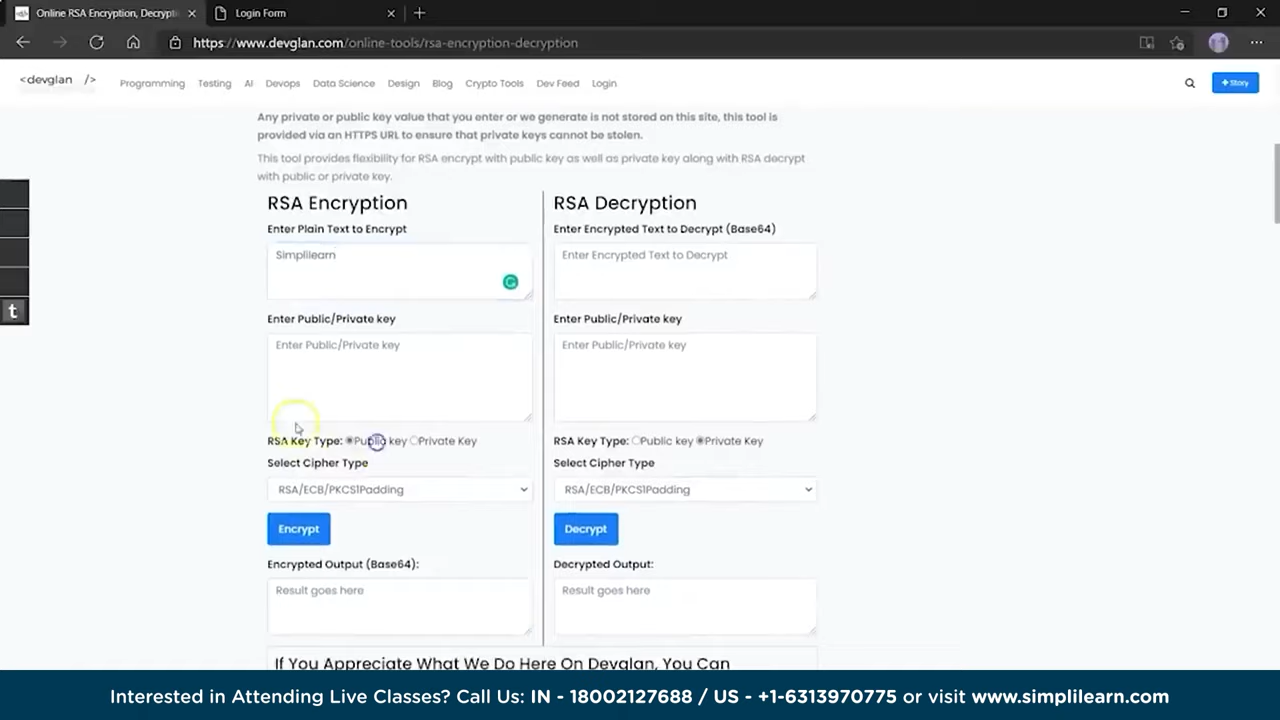 Online RSA Encryption, Decrypti
Login Form
https://www.devglan.com/online-tools/rsa-encryption-decryption
<devglan />
Programming
Testing
AI
Devops
Data Science
Design
Blog
Crypto Tools
Dev Feed
Login
+Story
Any private or public key value that you enter or we generate is not stored on this site, this tool is
provided via an HTTPS URL to ensure that private keys cannot be stolen.
This tool provides flexibility for RSA encrypt with public key as well as private key along with RSA decrypt
with public or private key.
RSA Encryption
Enter Plain Text to Encrypt
Simplilearn
Enter Public/Private key
Enter Public/Private key
RSA Key Type: Public key Private Key
Select Cipher Type
RSA/ECB/PKCS1Padding
Encrypt
Encrypted Output (Base64):
Result goes here
RSA Decryption
Enter Encrypted Text to Decrypt (Base64)
Enter Encrypted Text to Decrypt
Enter Public/Private key
Enter Public/Private key
RSA Key Type: Public key Private Key
Select Cipher Type
RSA/ECB/PKCS1Padding
Decrypt
Decrypted Output:
Result goes here
t
If You Appreciate What We Do Here On Devglan, You Can
Interested in Attending Live Classes? Call Us: IN - 18002127688 / US - +1-6313970775 or visit www.simplilearn.com